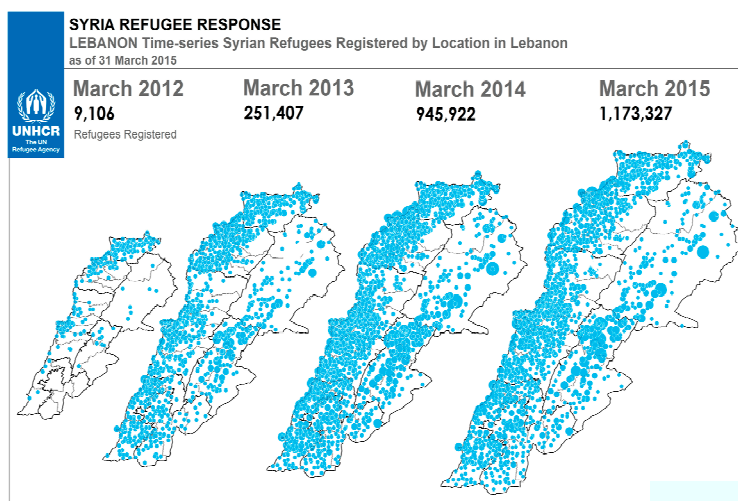 SYRIA REFUGEE RESPONSE
LEBANON Time-series Syrian Refugees Registered by Location in Lebanon
as of 31 March 2015
UNHCR
The UN
Refugee Agency
March 2012
9,106
Refugees Registered
March 2013
251,407
March 2014
945,922
March 2015
1,173,327